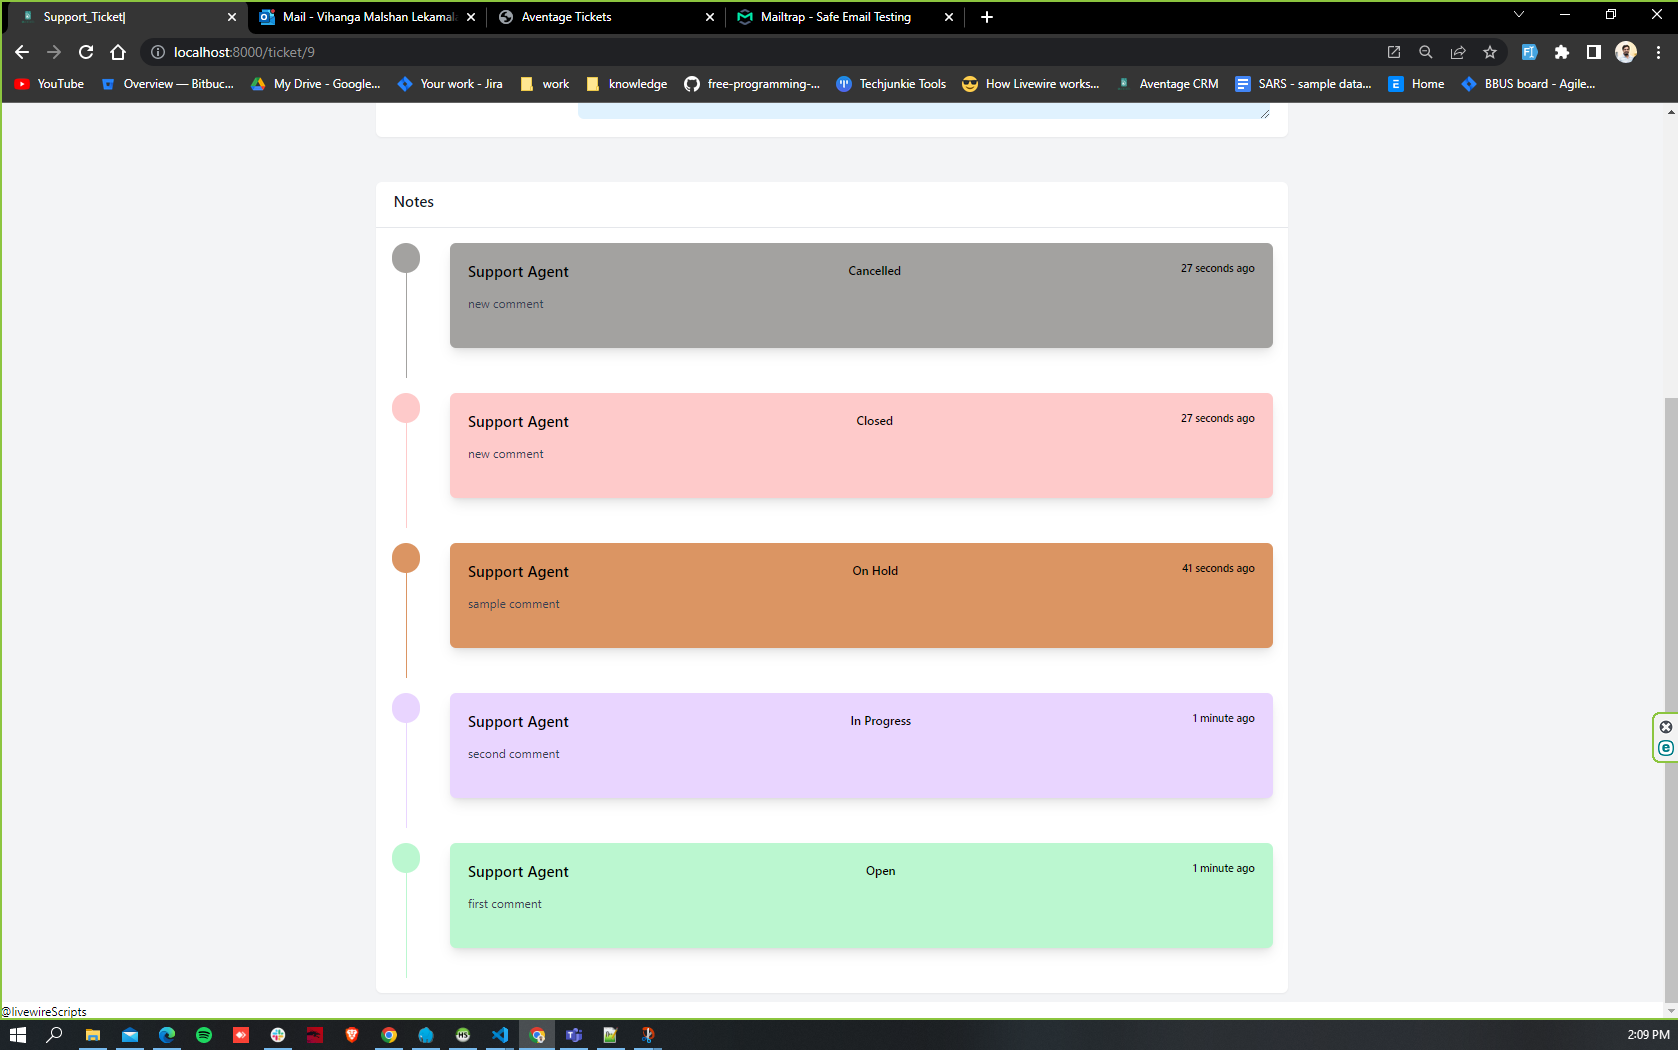 Support_Ticket|
Mail - Vihanga Malshan Lekamala
Aventage Tickets
Mailtrap - Safe Email Testing
localhost:8000/ticket/9
YouTube
Overview — Bitbuc...
My Drive - Google...
Your work - Jira
work
knowledge
free-programming-...
Techjunkie Tools
How Livewire works...
Aventage CRM
SARS - sample data...
Home
BBUS board - Agile...
Notes
Support Agent
Cancelled
27 seconds ago
new comment
Support Agent
Closed
27 seconds ago
new comment
Support Agent
On Hold
41 seconds ago
sample comment
Support Agent
In Progress
1 minute ago
second comment
Support Agent
Open
1 minute ago
first comment
@livewireScripts
2:09 PM